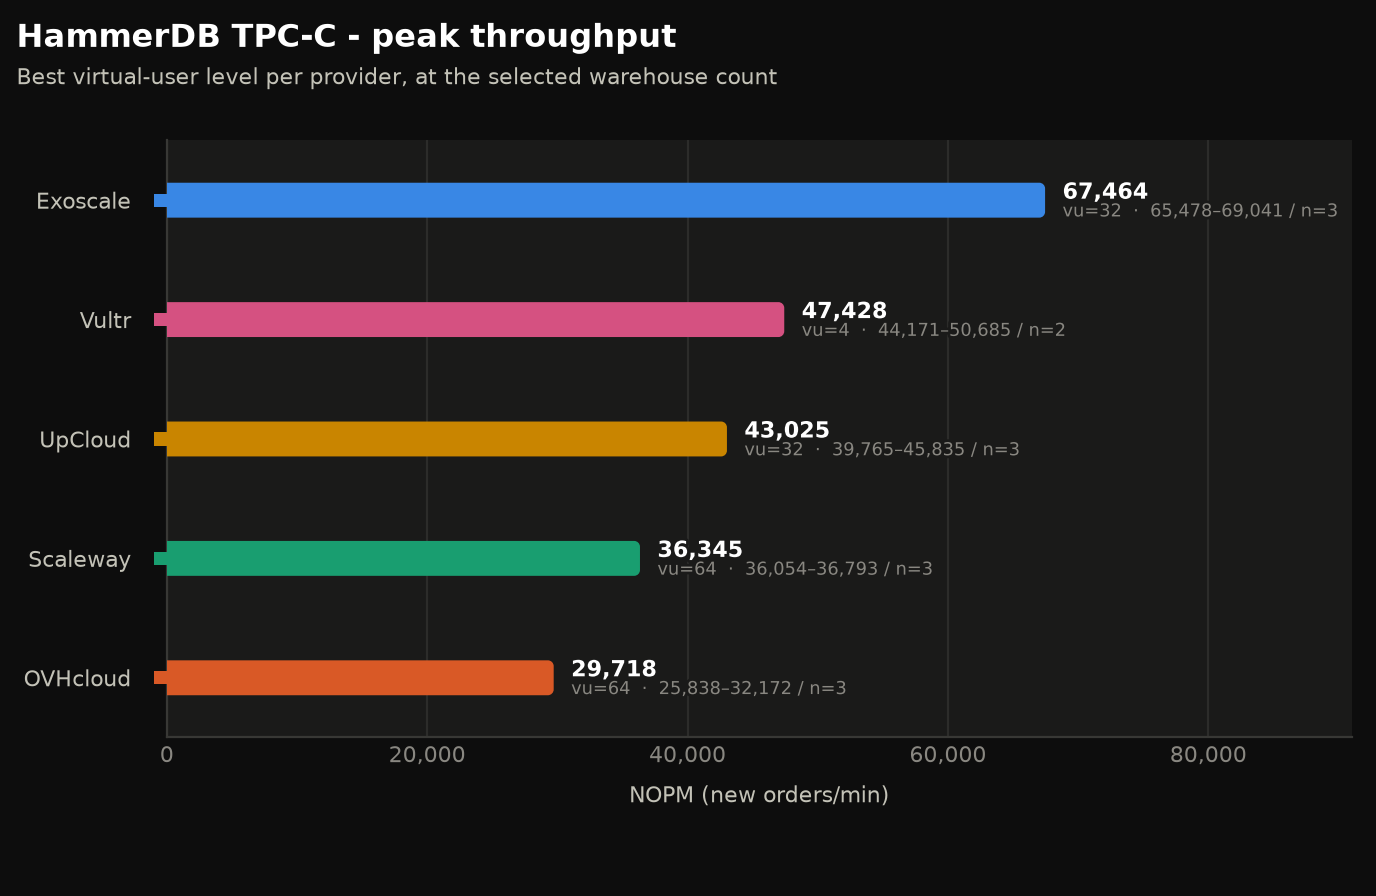 HammerDB TPC-C - peak throughput
Best virtual-user level per provider, at the selected warehouse count
Exoscale
67,464
vu=32 · 65,478–69,041 / n=3
Vultr
47,428
vu=4 · 44,171–50,685 / n=2
UpCloud
43,025
vu=32 · 39,765–45,835 / n=3
Scaleway
36,345
vu=64 · 36,054–36,793 / n=3
OVHcloud
29,718
vu=64 · 25,838–32,172 / n=3
0 20,000 40,000 60,000 80,000
NOPM (new orders/min)